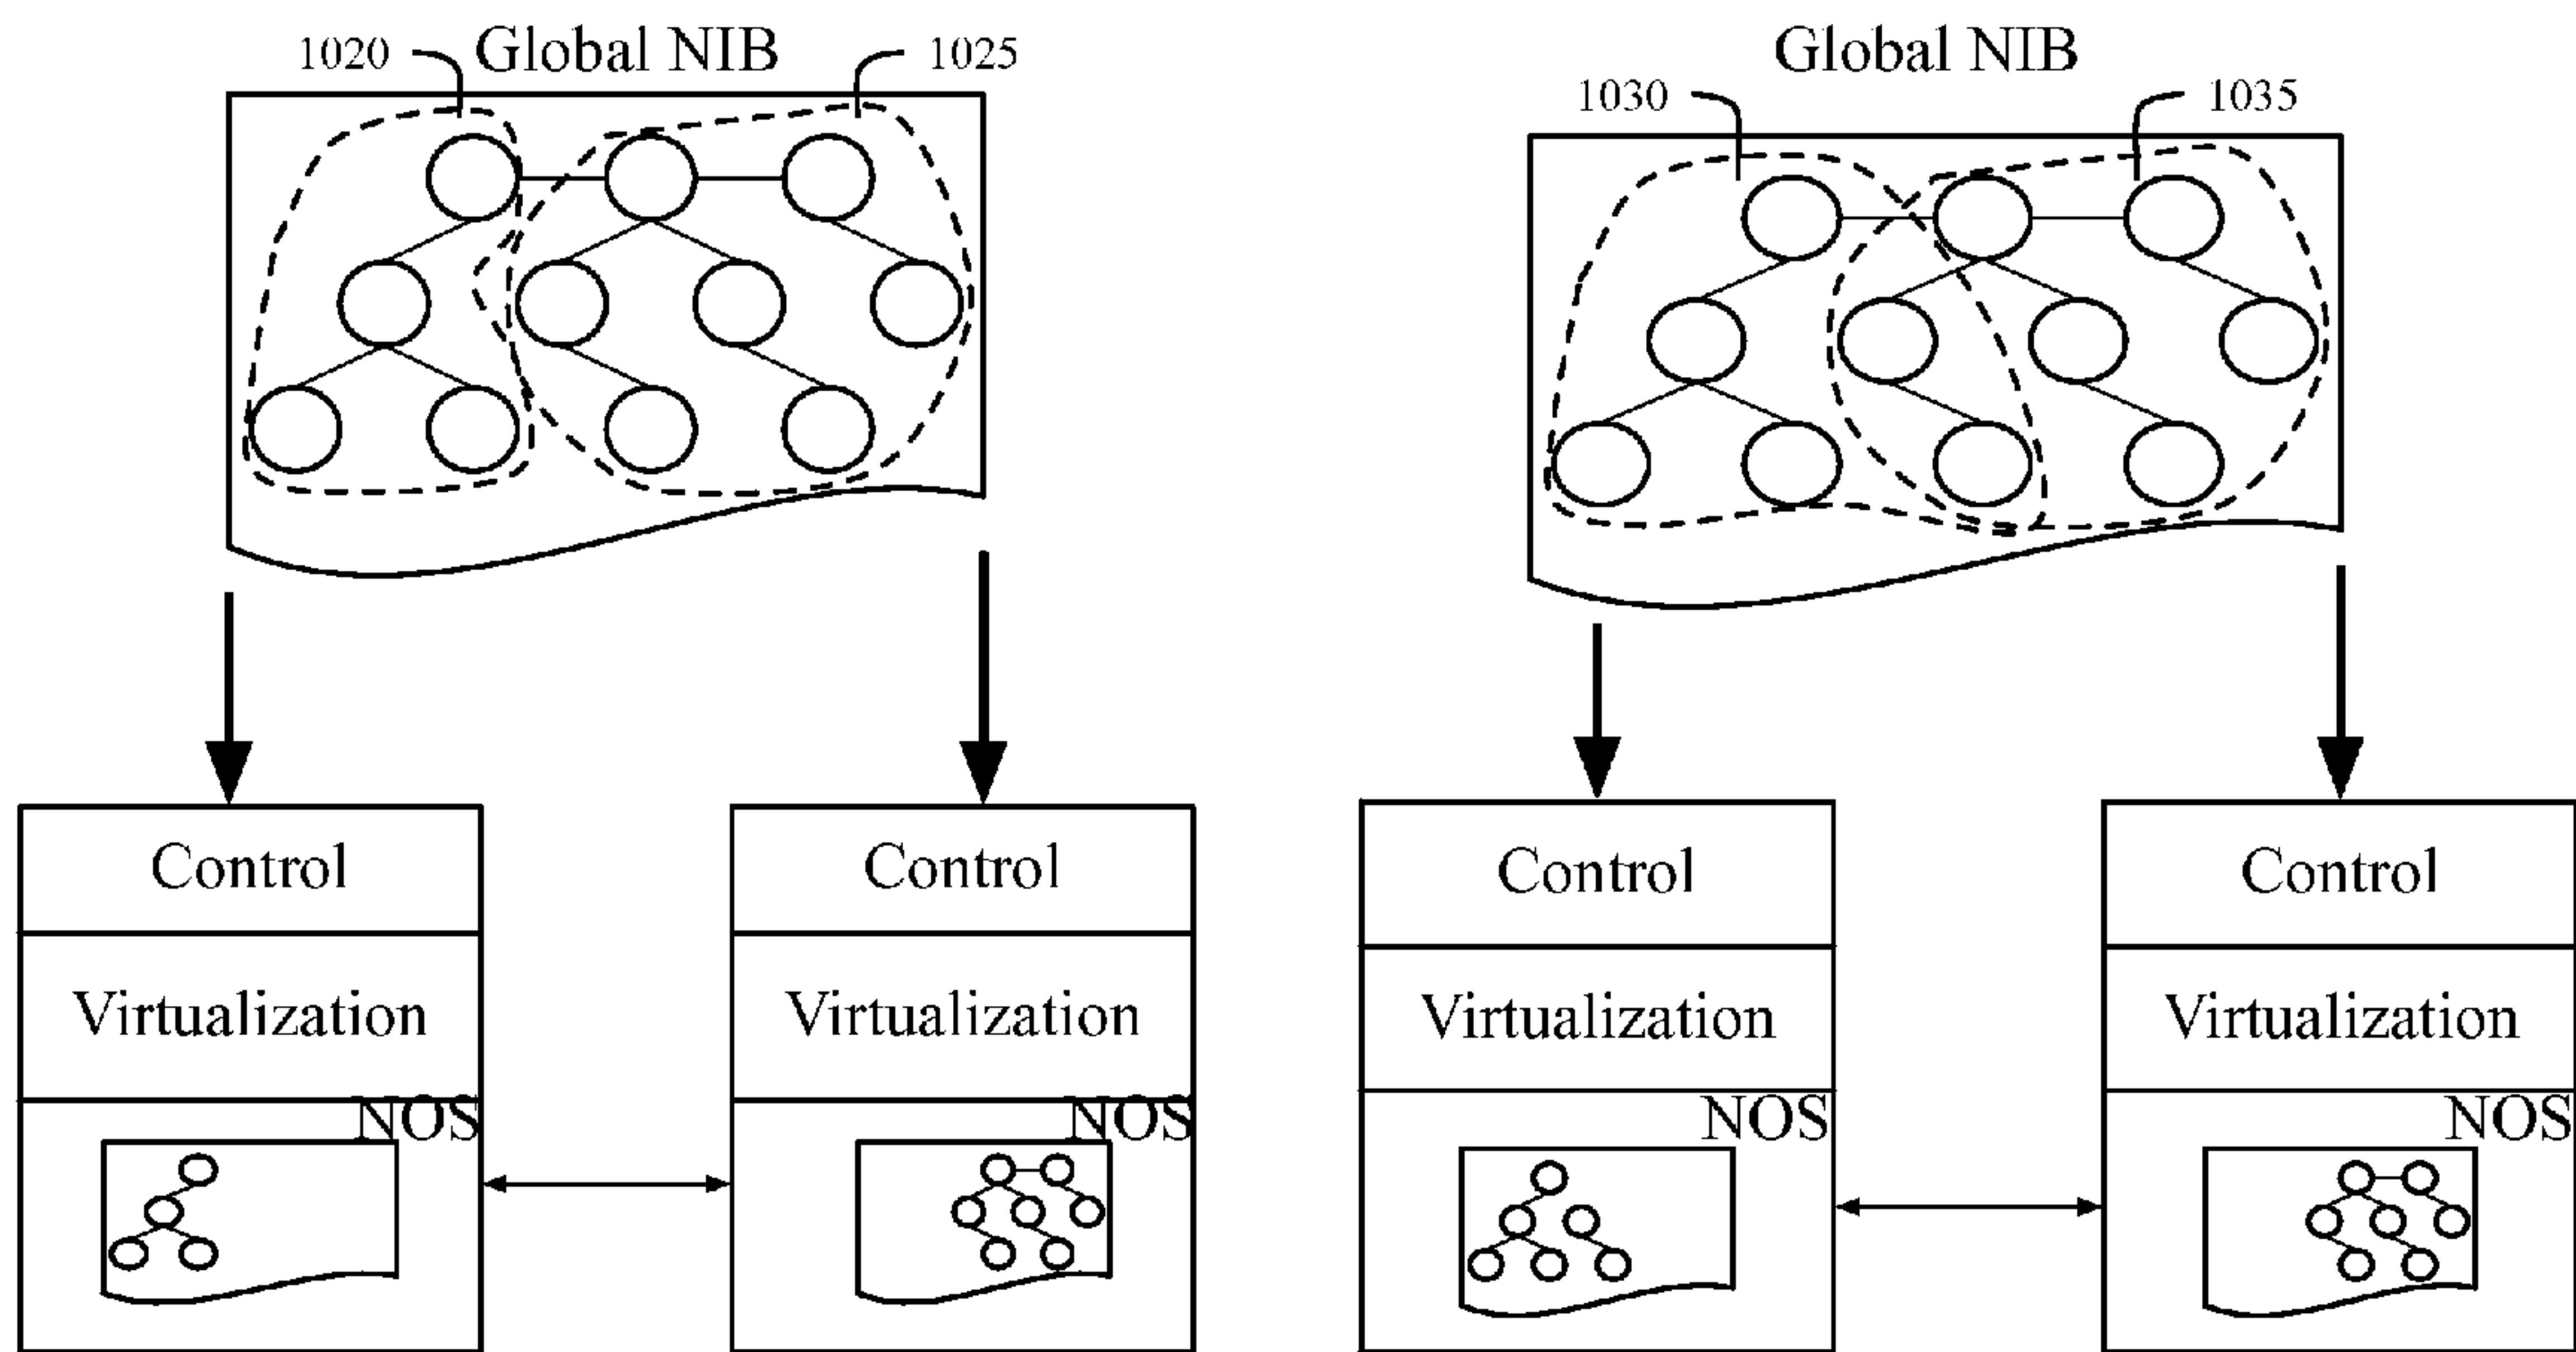 1020 Global NIB 1025
Global NIB
1030 1035
Control Control
Control Control
Virtualization Virtualization
Virtualization Virtualization
NOS NOS
NOS NOS